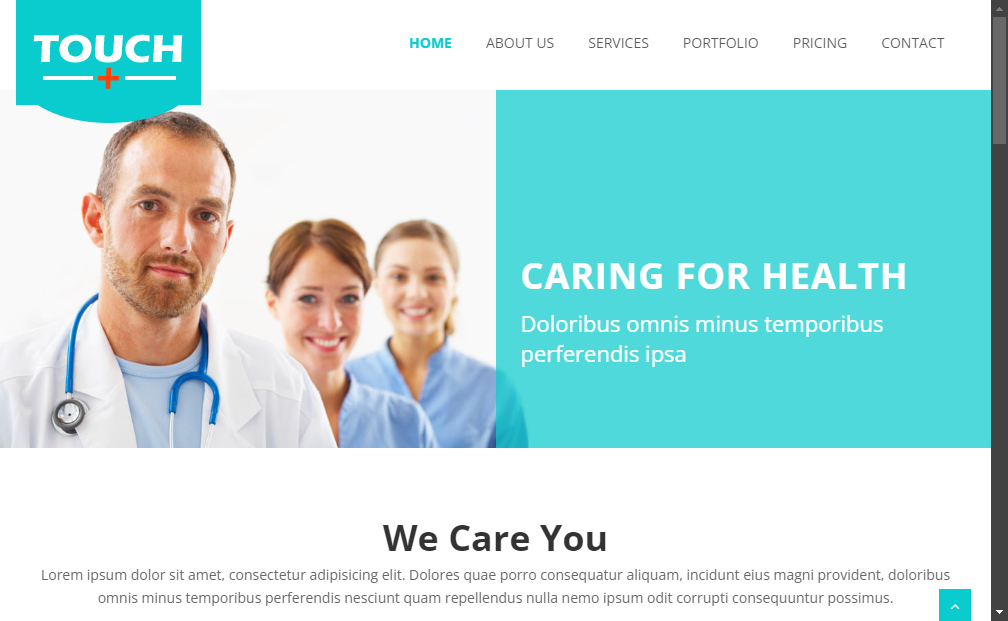 TOUCH
HOME ABOUT US SERVICES PORTFOLIO PRICING CONTACT
CARING FOR HEALTH
Doloribus omnis minus temporibus
perferendis ipsa
We Care You
Lorem ipsum dolor sit amet, consectetur adipisicing elit. Dolores quae porro consequatur aliquam, incidunt eius magni provident, doloribus
omnis minus temporibus perferendis nesciunt quam repellendus nulla nemo ipsum odit corrupti consequuntur possimus.